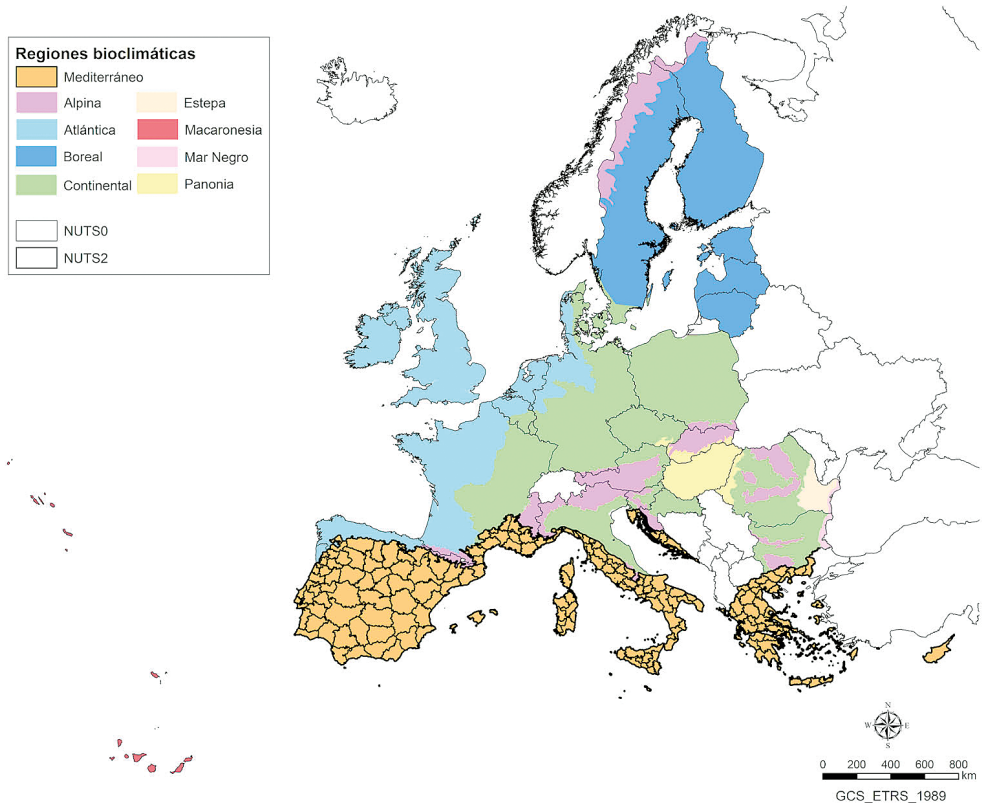 Regiones bioclimáticas
Mediterráneo
Alpina
Estepa
Atlántica
Macaronesia
Boreal
Mar Negro
Continental
Panonia
NUTS0
NUTS2
N
W E
S
0 200 400 600 800
km
GCS_ETRS_1989